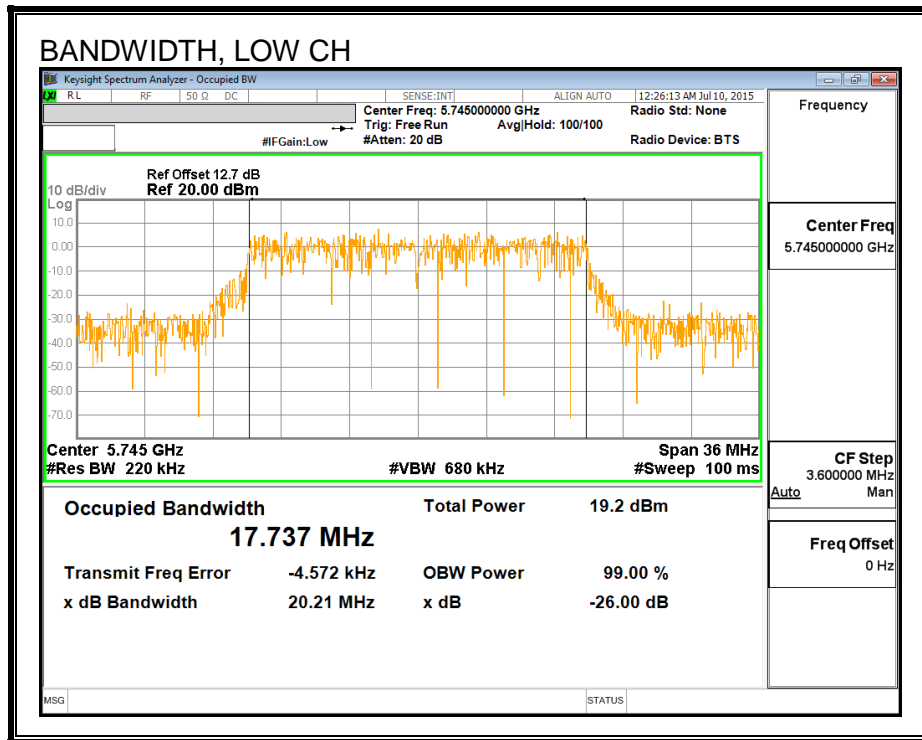 BANDWIDTH, LOW CH
Keysight Spectrum Analyzer - Occupied BW
LXI RL RF 50 Ω DC SENSE:INT ALIGN AUTO 12:26:13 AM Jul 10, 2015
Center Freq: 5.745000000 GHz Radio Std: None
Trig: Free Run Avg|Hold: 100/100
#IFGain:Low #Atten: 20 dB Radio Device: BTS
Ref Offset 12.7 dB
10 dB/div Ref 20.00 dBm
Log
10.0
0.00
-10.0
-20.0
-30.0
-40.0
-50.0
-60.0
-70.0
Center 5.745 GHz Span 36 MHz
#Res BW 220 kHz #VBW 680 kHz #Sweep 100 ms
Occupied Bandwidth Total Power 19.2 dBm
17.737 MHz
Transmit Freq Error -4.572 kHz OBW Power 99.00 %
x dB Bandwidth 20.21 MHz x dB -26.00 dB
MSG STATUS
Frequency
Center Freq
5.745000000 GHz
CF Step
3.600000 MHz
Auto Man
Freq Offset
0 Hz